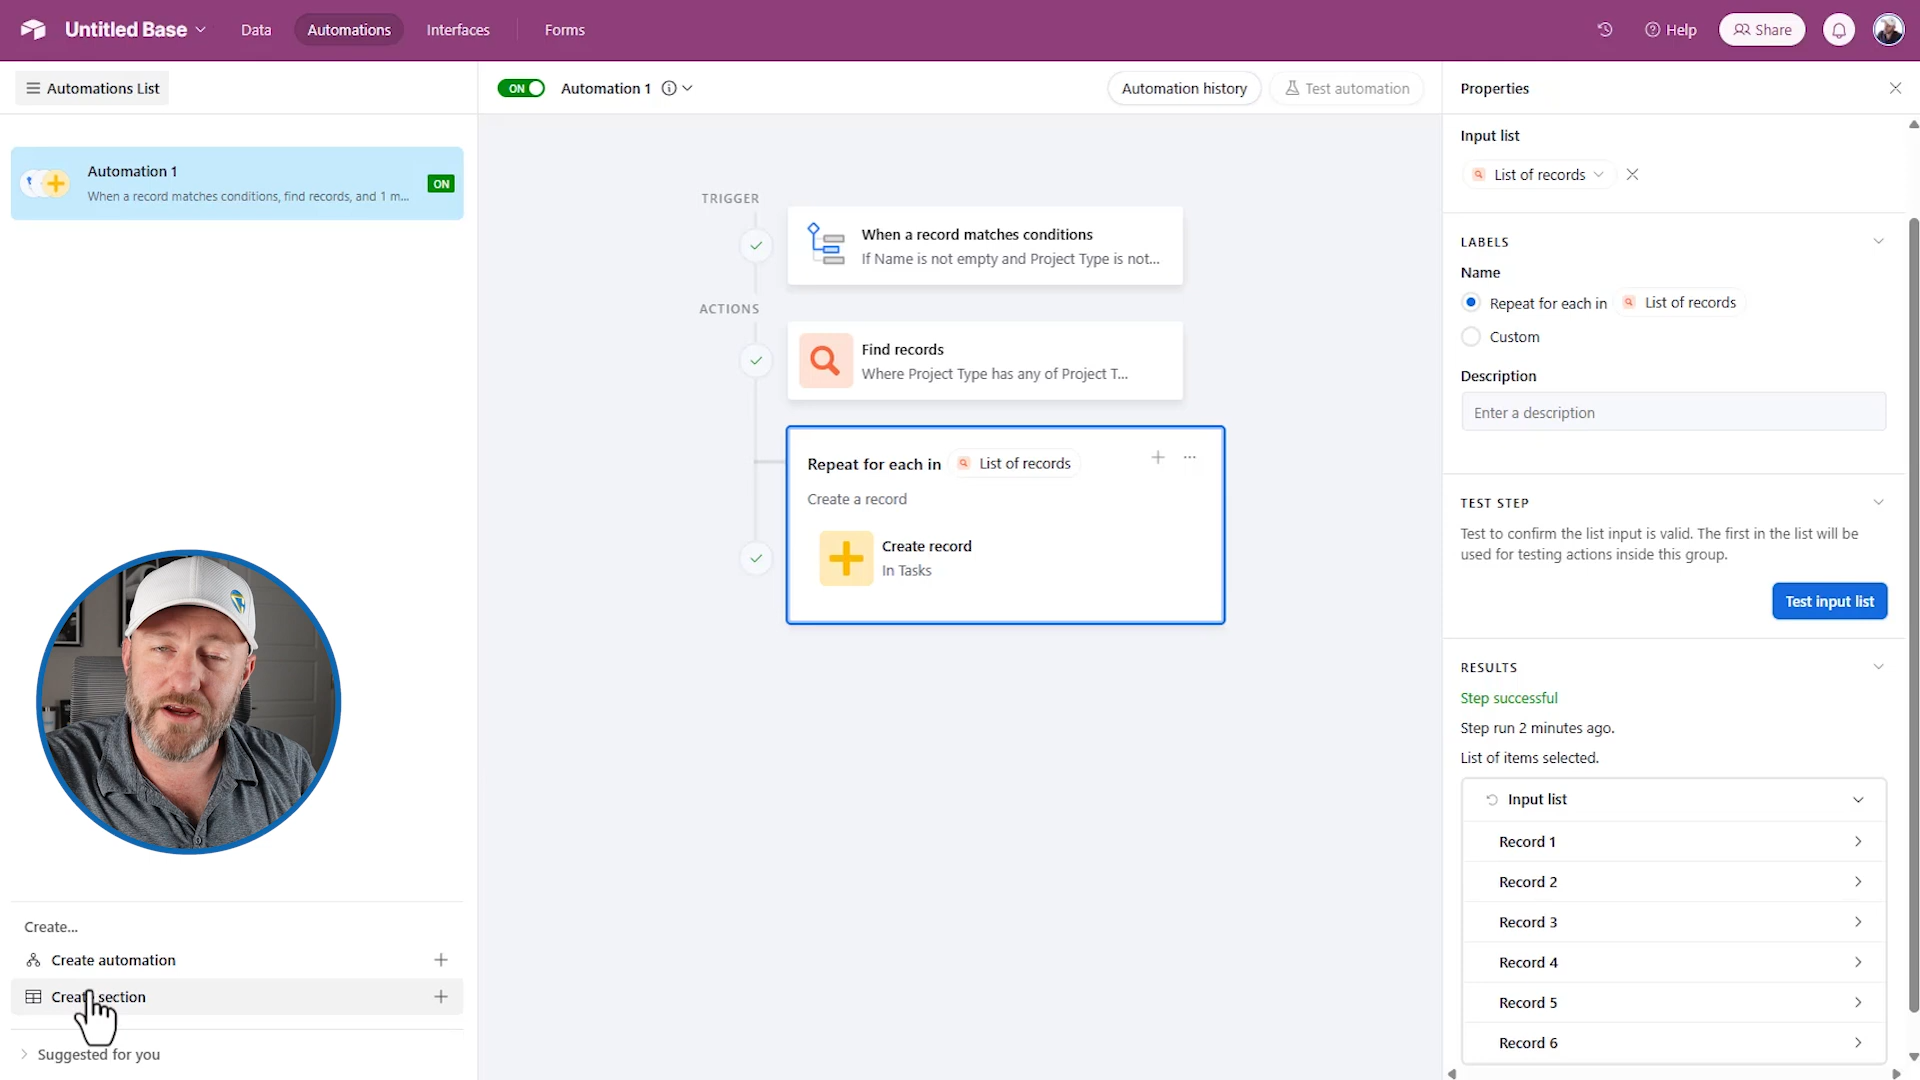 Untitled Base
Data
Automations
Interfaces
Forms
Help
Share
Automations List
ON
Automation 1
Automation history
Test automation
Properties
Automation 1
When a record matches conditions, find records, and 1 m...
ON
TRIGGER
When a record matches conditions
If Name is not empty and Project Type is not...
ACTIONS
Find records
Where Project Type has any of Project T...
Repeat for each in List of records
Create a record
Create record
In Tasks
Input list
List of records
LABELS
Name
Repeat for each in List of records
Custom
Description
Enter a description
TEST STEP
Test to confirm the list input is valid. The first in the list will be
used for testing actions inside this group.
Test input list
RESULTS
Step successful
Step run 2 minutes ago.
List of items selected.
Input list
Record 1
Record 2
Record 3
Record 4
Record 5
Record 6
Create...
Create automation
Create section
Suggested for you